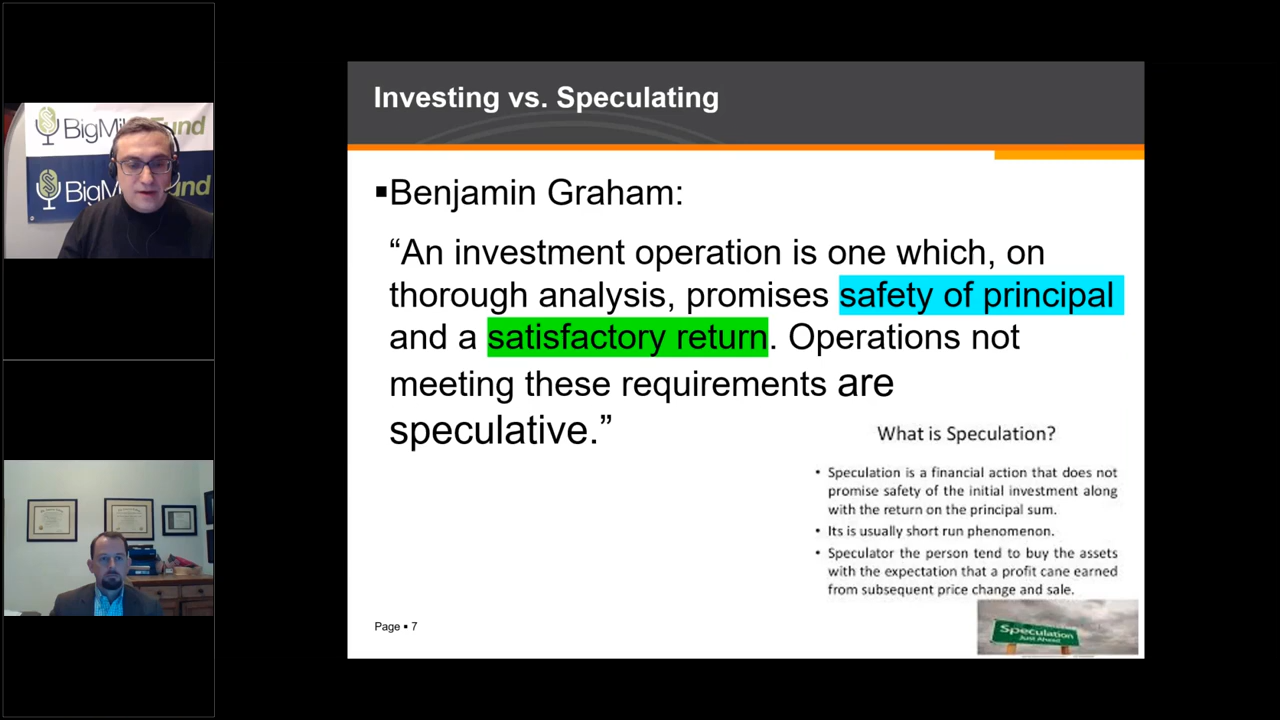 BigMi Fund
BigMi und
Investing vs. Speculating
▪Benjamin Graham:
“An investment operation is one which, on
thorough analysis, promises safety of principal
and a satisfactory return. Operations not
meeting these requirements are
speculative.”
What is Speculation?
• Speculation is a financial action that does not
promise safety of the initial investment along
with the return on the principal sum.
• Its is usually short run phenomenon.
• Speculator the person tend to buy the assets
with the expectation that a profit cane earned
from subsequent price change and sale.
Speculation
Just Ahead
Page ▪ 7